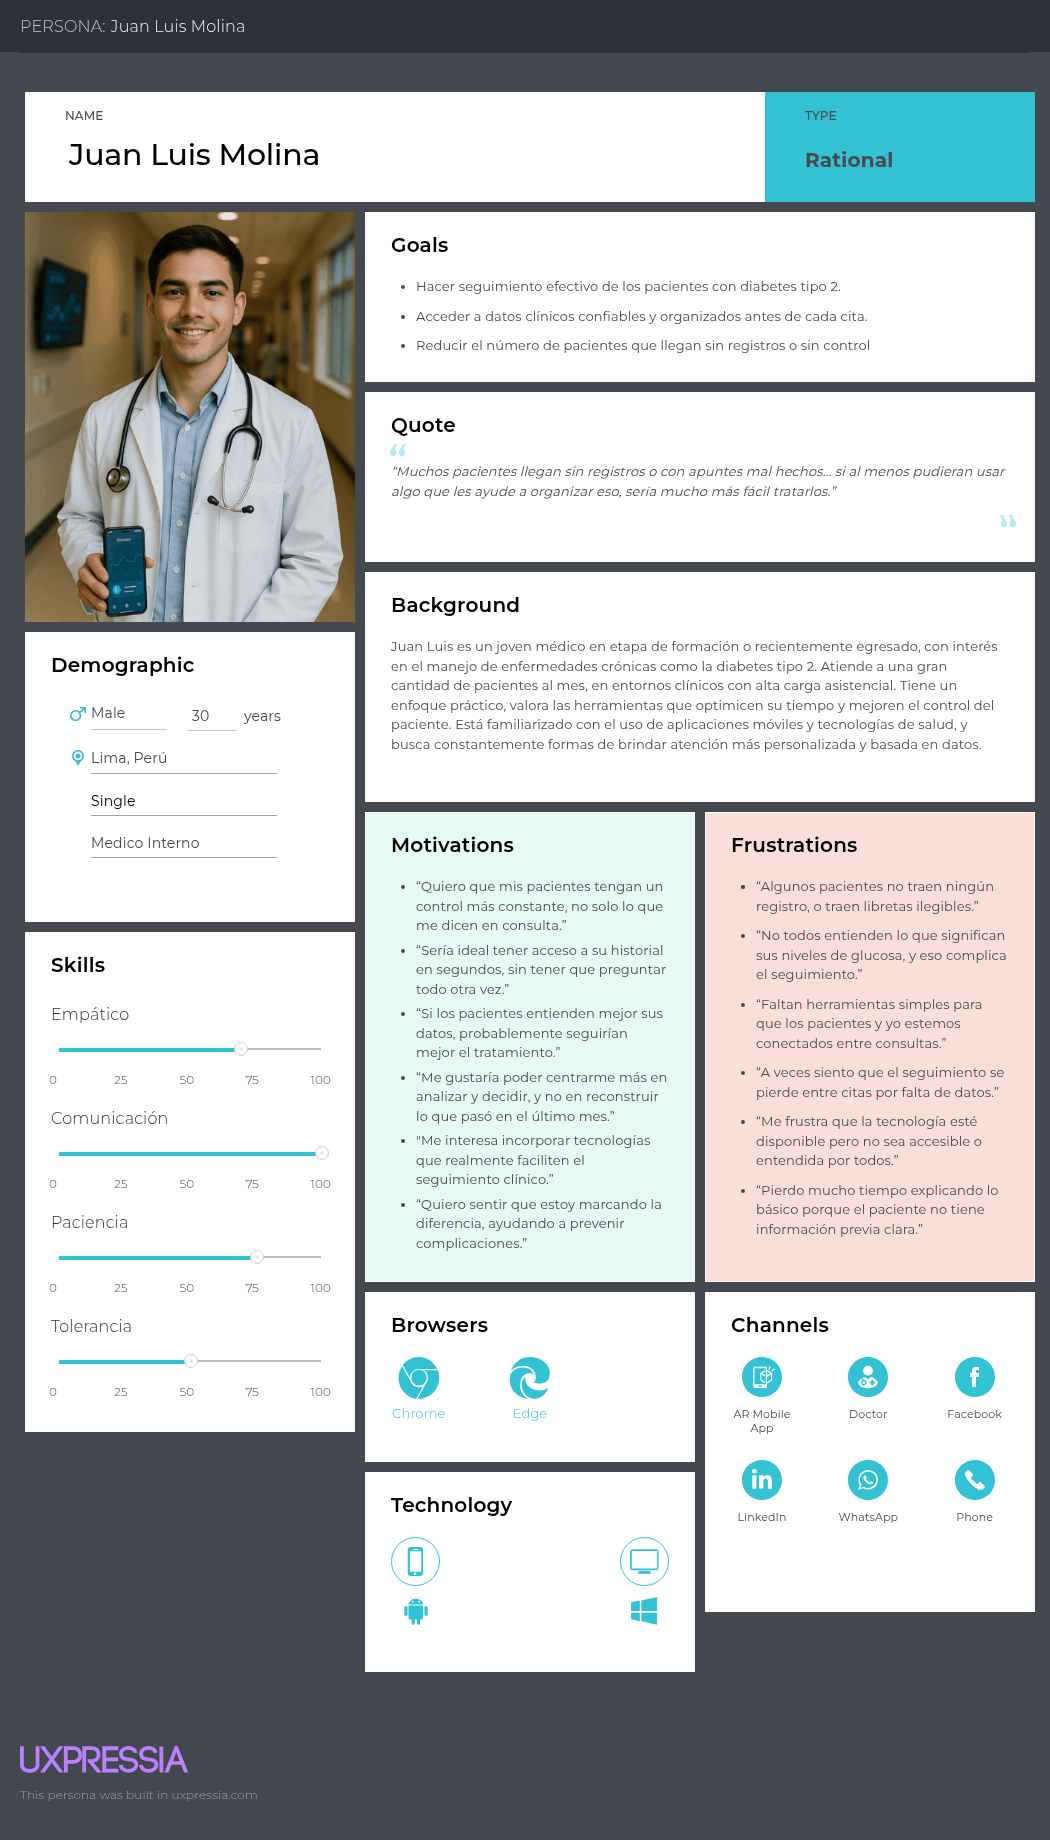 PERSONA: Juan Luis Molina
NAME
Juan Luis Molina
TYPE
Rational
Goals
Hacer seguimiento efectivo de los pacientes con diabetes tipo 2.
Acceder a datos clínicos confiables y organizados antes de cada cita.
Reducir el número de pacientes que llegan sin registros o sin control
Quote
“Muchos pacientes llegan sin registros o con apuntes mal hechos... si al menos pudieran usar
algo que les ayude a organizar eso, sería mucho más fácil tratarlos.”
Background
Juan Luis es un joven médico en etapa de formación o recientemente egresado, con interés
en el manejo de enfermedades crónicas como la diabetes tipo 2. Atiende a una gran
cantidad de pacientes al mes, en entornos clínicos con alta carga asistencial. Tiene un
enfoque práctico, valora las herramientas que optimicen su tiempo y mejoren el control del
paciente. Está familiarizado con el uso de aplicaciones móviles y tecnologías de salud, y
busca constantemente formas de brindar atención más personalizada y basada en datos.
Demographic
Male 30 years
Lima, Perú
Single
Medico Interno
Skills
Empático
0 25 50 75 100
Comunicación
0 25 50 75 100
Paciencia
0 25 50 75 100
Tolerancia
0 25 50 75 100
Motivations
“Quiero que mis pacientes tengan un
control más constante, no solo lo que
me dicen en consulta.”
“Sería ideal tener acceso a su historial
en segundos, sin tener que preguntar
todo otra vez.”
“Si los pacientes entienden mejor sus
datos, probablemente seguirían
mejor el tratamiento.”
“Me gustaría poder centrarme más en
analizar y decidir, y no en reconstruir
lo que pasó en el último mes.”
"Me interesa incorporar tecnologías
que realmente faciliten el
seguimiento clínico.”
“Quiero sentir que estoy marcando la
diferencia, ayudando a prevenir
complicaciones.”
Frustrations
“Algunos pacientes no traen ningún
registro, o traen libretas ilegibles.”
“No todos entienden lo que significan
sus niveles de glucosa, y eso complica
el seguimiento.”
“Faltan herramientas simples para
que los pacientes y yo estemos
conectados entre consultas.”
“A veces siento que el seguimiento se
pierde entre citas por falta de datos.”
“Me frustra que la tecnología esté
disponible pero no sea accesible o
entendida por todos.”
“Pierdo mucho tiempo explicando lo
básico porque el paciente no tiene
información previa clara.”
Browsers
Chrome Edge
Channels
AR Mobile
App
Doctor
Facebook
LinkedIn
WhatsApp
Phone
Technology
UXPRESSIA
This persona was built in uxpressia.com